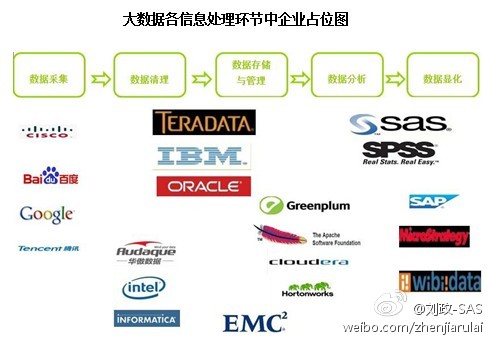 大数据各信息处理环节中企业占位图
数据采集
数据清理
数据存储
与管理
数据分析
数据显化
CISCO
Baidu百度
Google
Tencent 腾讯
TERADATA
IBM
ORACLE
Audaque
华傲数据
intel
INFORMATICA
EMC²
Greenplum
The Apache
Software Foundation
cloudera
Hortonworks
sas
SPSS
Real Stats. Real Easy.
SAP
MicroStrategy
wibidata
@刘政-SAS
weibo.com/zhenjiarulai